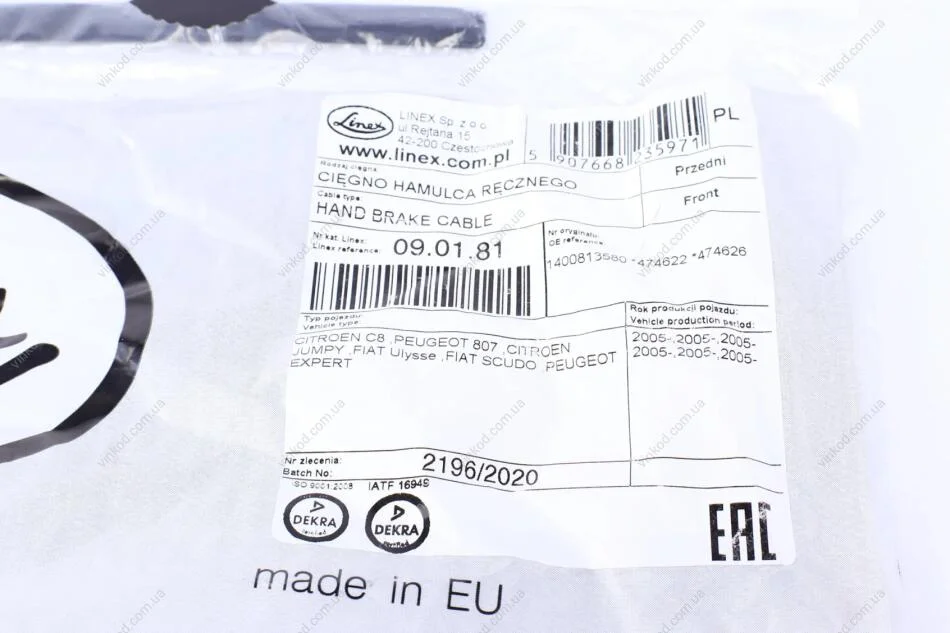 Linex
LINEX Sp. z o o
ul Rejtana 15
42-200 Czestochowa
www.linex.com.pl
5 907668 235971
PL
Rodzaj cięgna:
CIĘGNO HAMULCA RĘCZNEGO
Przedni
Cable type:
HAND BRAKE CABLE
Front
Nr kat. Linex:
Linex reference:
09.01.81
Nr oryginału:
OE reference:
1400813580 *474622 *474626
Typ pojazdu:
Vehicle type:
CITROEN C8 ,PEUGEOT 807 ,CITROEN
JUMPY ,FIAT Ulysse ,FIAT SCUDO ,PEUGEOT
EXPERT
Rok produkcji pojazdu:
Vehicle production period:
2005-,2005-,2005-
2005-,2005-,2005-
Nr zlecenia:
Batch No:
2196/2020
ISO 9001:2008
IATF 16949
DEKRA
DEKRA
certified
EAC
made in EU
vinkod.com.ua